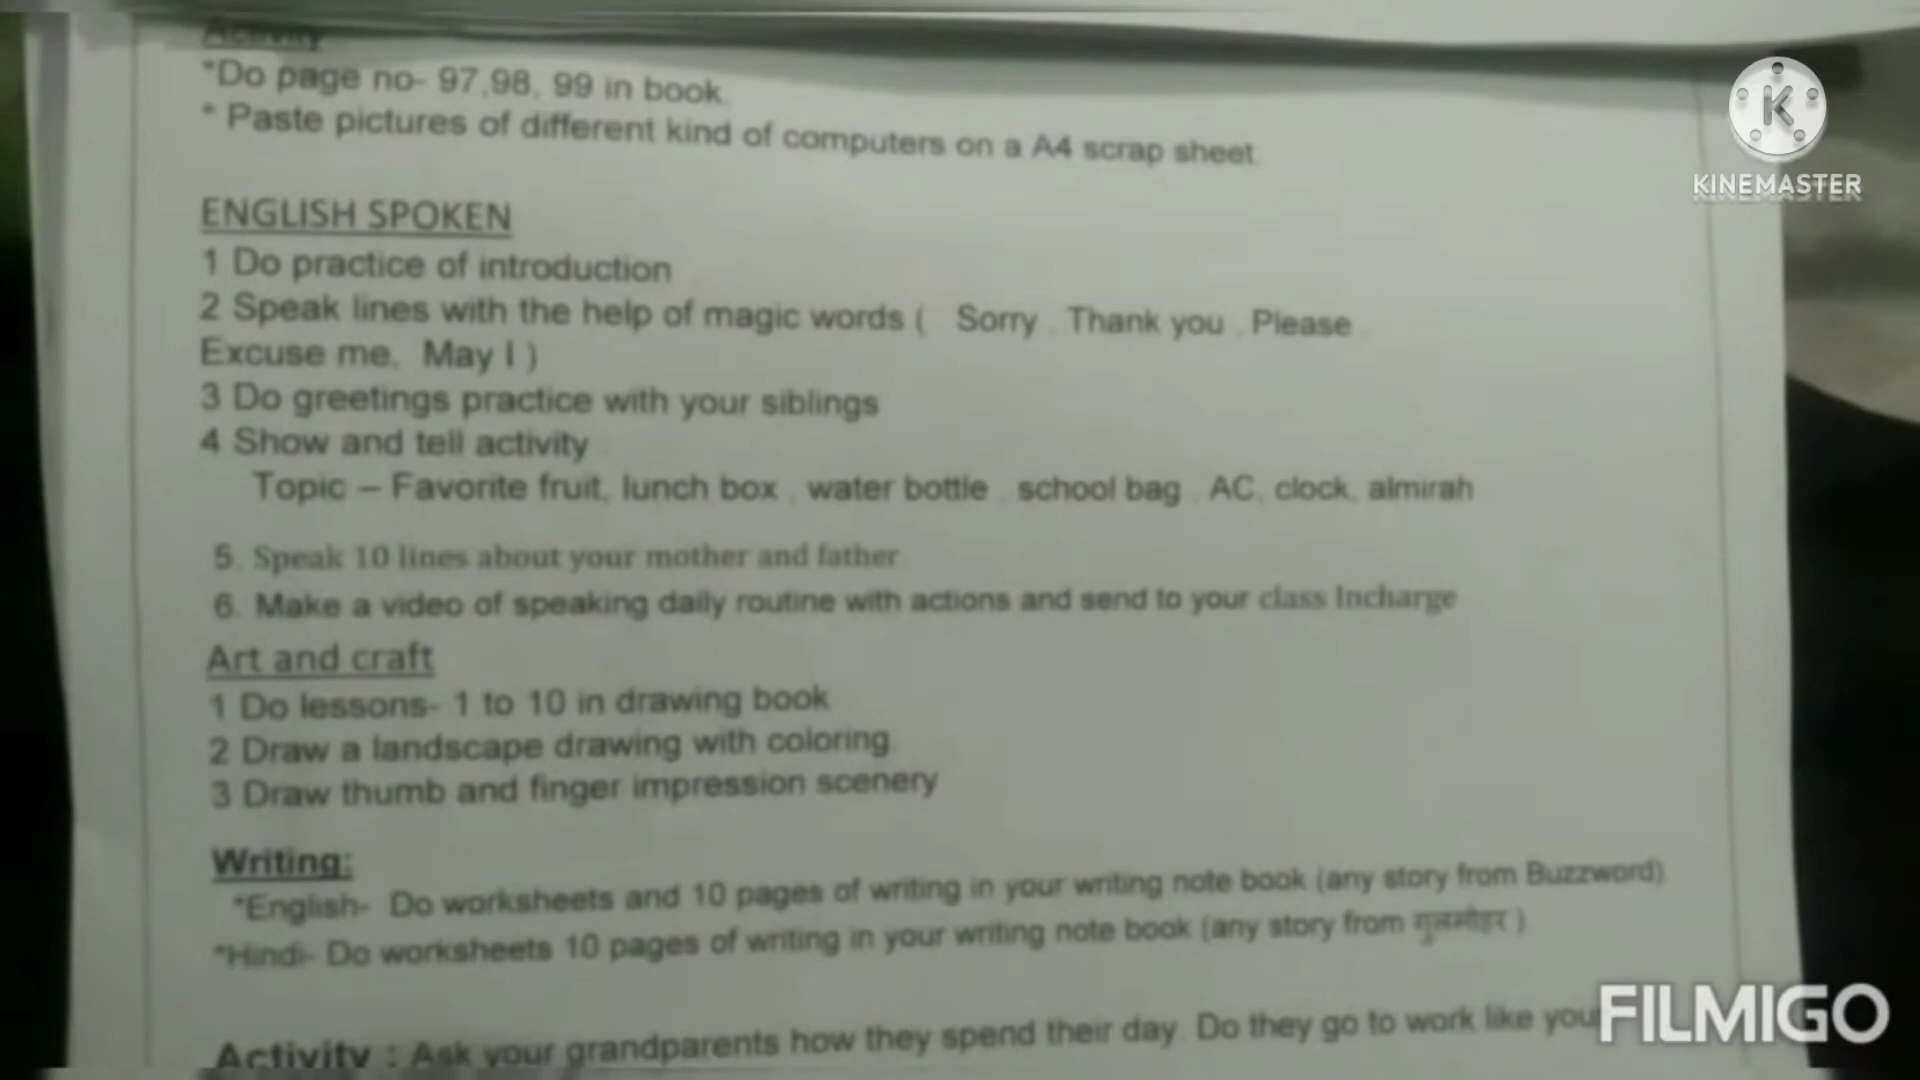 Activity
*Do page no- 97,98, 99 in book.
* Paste pictures of different kind of computers on a A4 scrap sheet.
KINEMASTER
ENGLISH SPOKEN
1 Do practice of introduction
2 Speak lines with the help of magic words ( Sorry , Thank you , Please ,
Excuse me, May I )
3 Do greetings practice with your siblings
4 Show and tell activity
Topic – Favorite fruit, lunch box , water bottle , school bag , AC, clock, almirah
5. Speak 10 lines about your mother and father
6. Make a video of speaking daily routine with actions and send to your class Incharge
Art and craft
1 Do lessons- 1 to 10 in drawing book
2 Draw a landscape drawing with coloring.
3 Draw thumb and finger impression scenery
Writing:
*English- Do worksheets and 10 pages of writing in your writing note book (any story from Buzzword).
*Hindi- Do worksheets 10 pages of writing in your writing note book (any story from गुलमोहर ).
Activity : Ask your grandparents how they spend their day. Do they go to work like your
FILMIGO